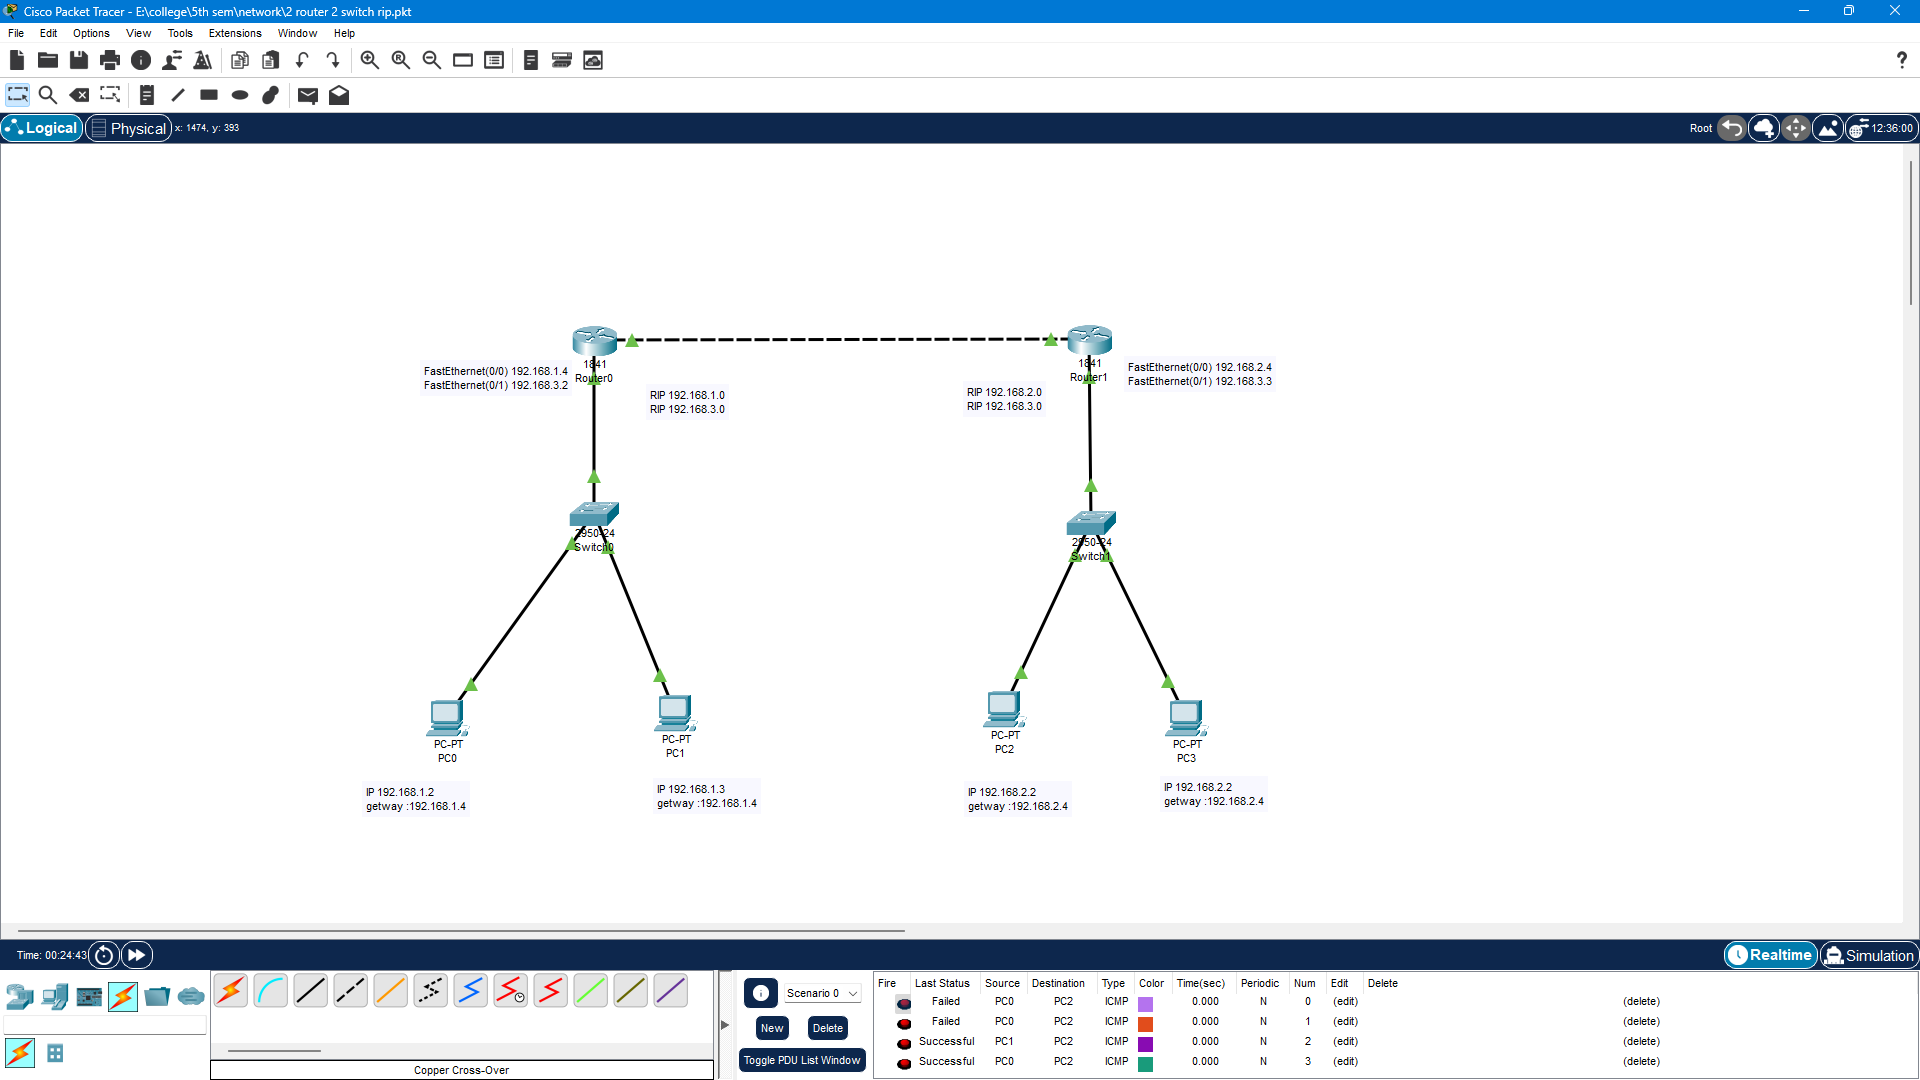 Cisco Packet Tracer - E:\college\5th sem\network\2 router 2 switch rip.pkt
File Edit Options View Tools Extensions Window Help
?
Logical Physical x: 1474, y: 393 Root 12:36:00
1841
Router0
FastEthernet(0/0) 192.168.1.4
FastEthernet(0/1) 192.168.3.2
RIP 192.168.1.0
RIP 192.168.3.0
1841
Router1
RIP 192.168.2.0
RIP 192.168.3.0
FastEthernet(0/0) 192.168.2.4
FastEthernet(0/1) 192.168.3.3
2950-24
Switch0
2950-24
Switch1
PC-PT
PC0
PC-PT
PC1
PC-PT
PC2
PC-PT
PC3
IP 192.168.1.2
getway :192.168.1.4
IP 192.168.1.3
getway :192.168.1.4
IP 192.168.2.2
getway :192.168.2.4
IP 192.168.2.2
getway :192.168.2.4
Time: 00:24:43 Realtime Simulation
Copper Cross-Over
Scenario 0
New Delete
Toggle PDU List Window
Fire Last Status Source Destination Type Color Time(sec) Periodic Num Edit Delete
Failed PC0 PC2 ICMP 0.000 N 0 (edit) (delete)
Failed PC0 PC2 ICMP 0.000 N 1 (edit) (delete)
Successful PC1 PC2 ICMP 0.000 N 2 (edit) (delete)
Successful PC0 PC2 ICMP 0.000 N 3 (edit) (delete)